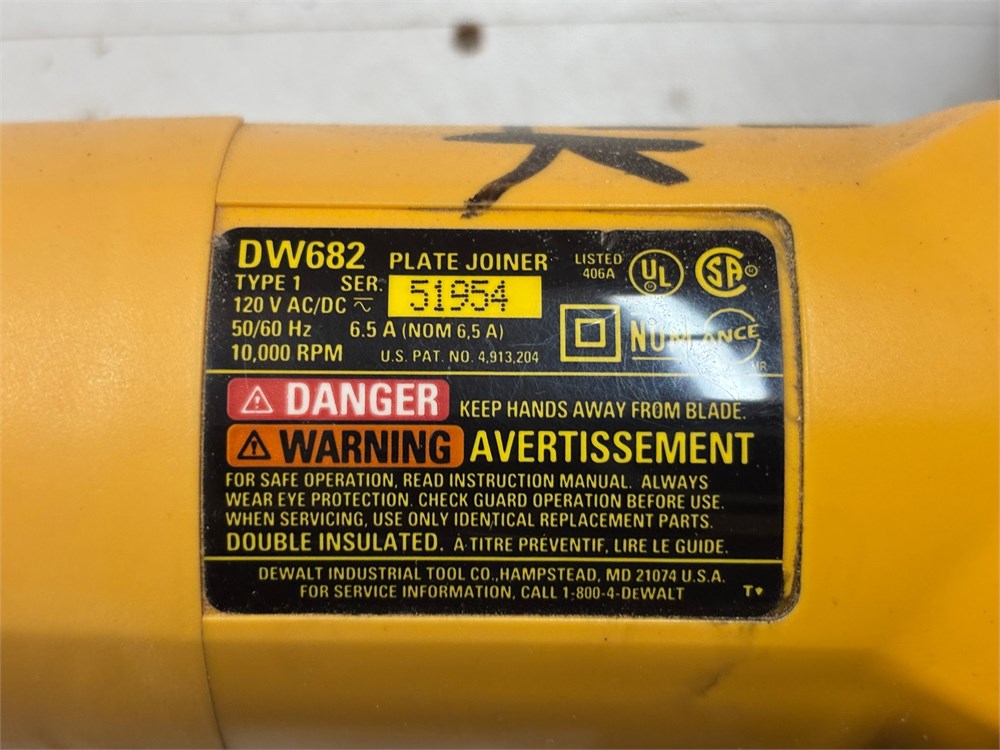 DW682 PLATE JOINER
LISTED
406A
UL
SA
TYPE 1 SER. 51954
120 V AC/DC
50/60 Hz 6.5 A (NOM 6,5 A)
10,000 RPM U.S. PAT. NO. 4,913,204
DANGER KEEP HANDS AWAY FROM BLADE.
WARNING AVERTISSEMENT
FOR SAFE OPERATION, READ INSTRUCTION MANUAL. ALWAYS
WEAR EYE PROTECTION. CHECK GUARD OPERATION BEFORE USE.
WHEN SERVICING, USE ONLY IDENTICAL REPLACEMENT PARTS.
DOUBLE INSULATED. À TITRE PRÉVENTIF, LIRE LE GUIDE.
DEWALT INDUSTRIAL TOOL CO., HAMPSTEAD, MD 21074 U.S.A.
FOR SERVICE INFORMATION, CALL 1-800-4-DEWALT